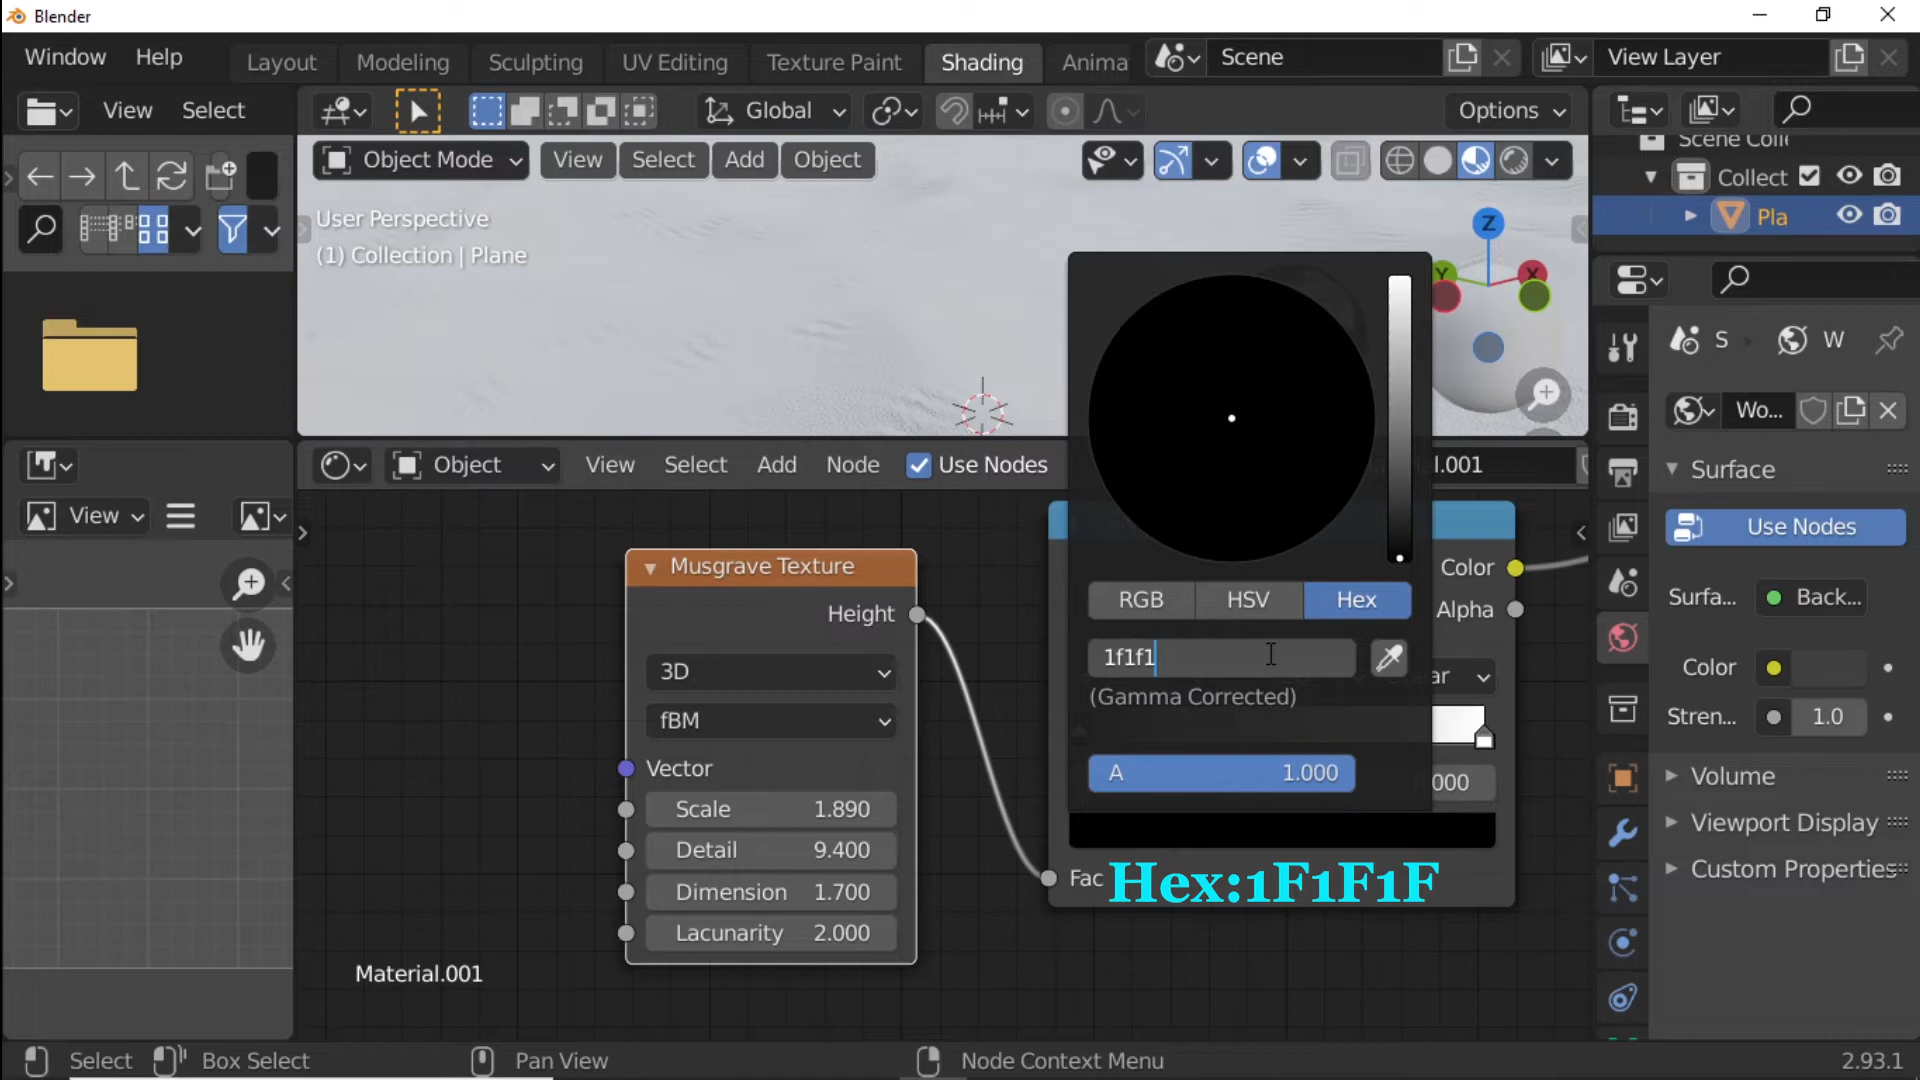 Blender
Window Help Layout Modeling Sculpting UV Editing Texture Paint Shading Anima Scene View Layer
View Select Global Options
Scene Colle
Object Mode View Select Add Object
Collect
User Perspective
(1) Collection | Plane
Pla
Z
Y X
S W
Wo...
Object View Select Add Node Use Nodes l.001
Surface
View
Use Nodes
Musgrave Texture
Color
Height
RGB HSV Hex
Alpha
Surfa... Back...
1f1f1
3D
ear
Color
(Gamma Corrected)
fBM
Stren... 1.0
Vector
A 1.000
000
Volume
Scale 1.890
Viewport Display
Detail 9.400
Fac
Hex:1F1F1F
Custom Properties
Dimension 1.700
Lacunarity 2.000
Material.001
Select Box Select Pan View Node Context Menu 2.93.1